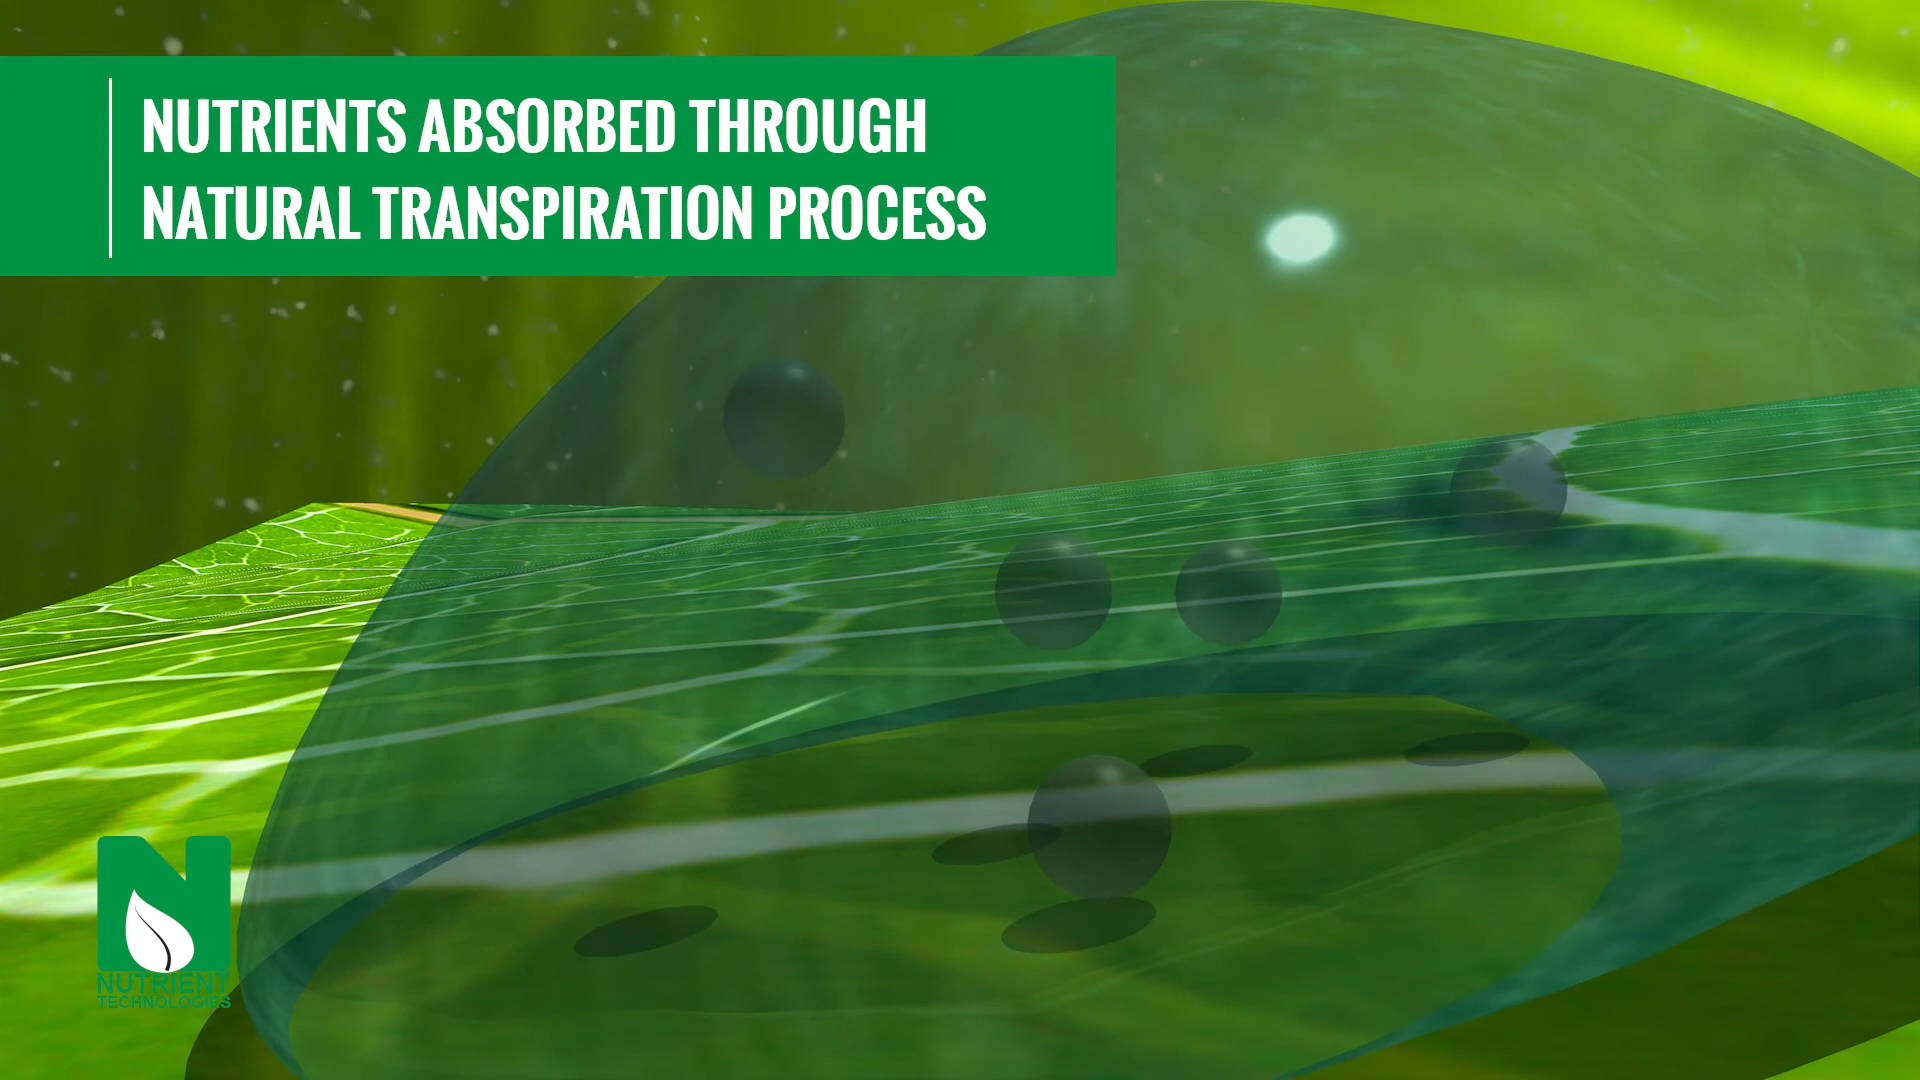 NUTRIENTS ABSORBED THROUGH
NATURAL TRANSPIRATION PROCESS
NUTRIENT
TECHNOLOGIES